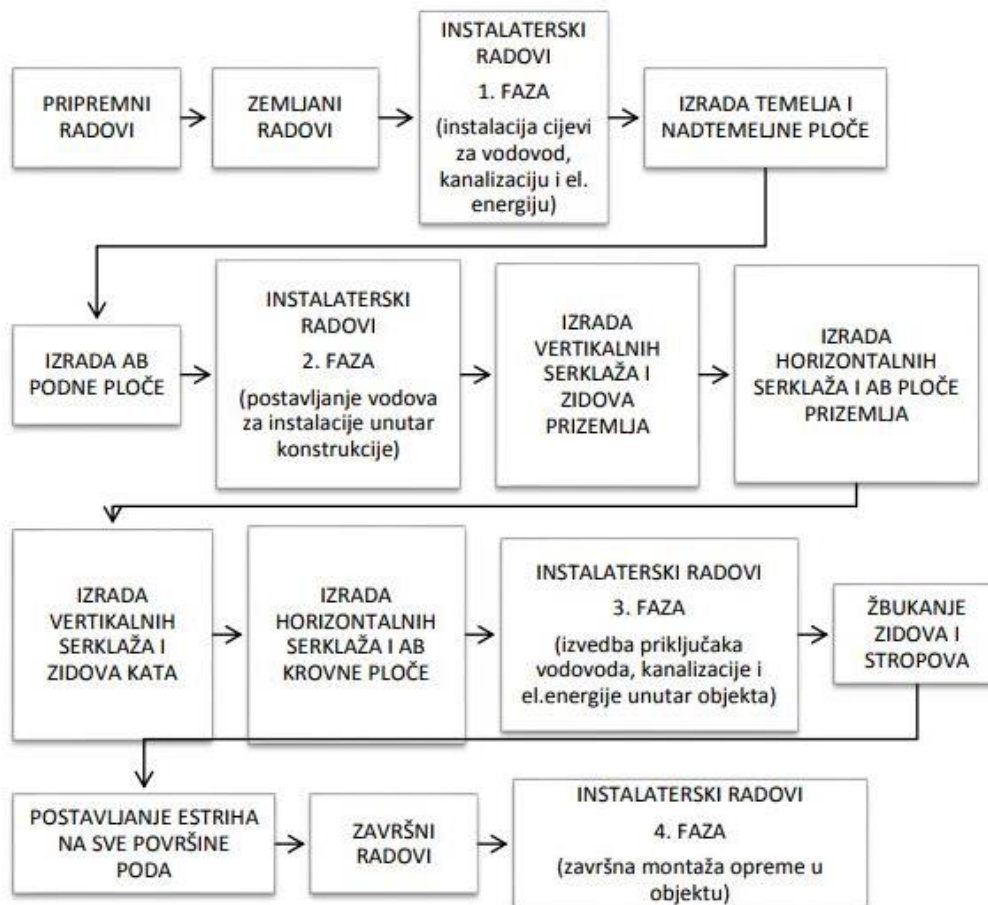 PRIPREMNI
RADOVI
ZEMLJANI
RADOVI
INSTALATERSKI
RADOVI
1. FAZA
(instalacija cijevi
za vodovod,
kanalizaciju i el.
energiju)
IZRADA TEMELJA I
NADTEMELJNE PLOČE
IZRADA AB
PODNE PLOČE
INSTALATERSKI
RADOVI
2. FAZA
(postavljanje vodova
za instalacije unutar
konstrukcije)
IZRADA
VERTIKALNIH
SERKLAŽA I
ZIDOVA
PRIZEMLJA
IZRADA
HORIZONTALNIH
SERKLAŽA I AB PLOČE
PRIZEMLJA
IZRADA
VERTIKALNIH
SERKLAŽA I
ZIDOVA KATA
IZRADA
HORIZONTALNIH
SERKLAŽA I AB
KROVNE PLOČE
INSTALATERSKI RADOVI
3. FAZA
(izvedba priključaka
vodovoda, kanalizacije i
el.energije unutar objekta)
ŽBUKANJE
ZIDOVA I
STROPOVA
POSTAVLJANJE ESTRIHA
NA SVE POVRŠINE
PODA
ZAVRŠNI
RADOVI
INSTALATERSKI RADOVI
4. FAZA
(završna montaža opreme u
objektu)